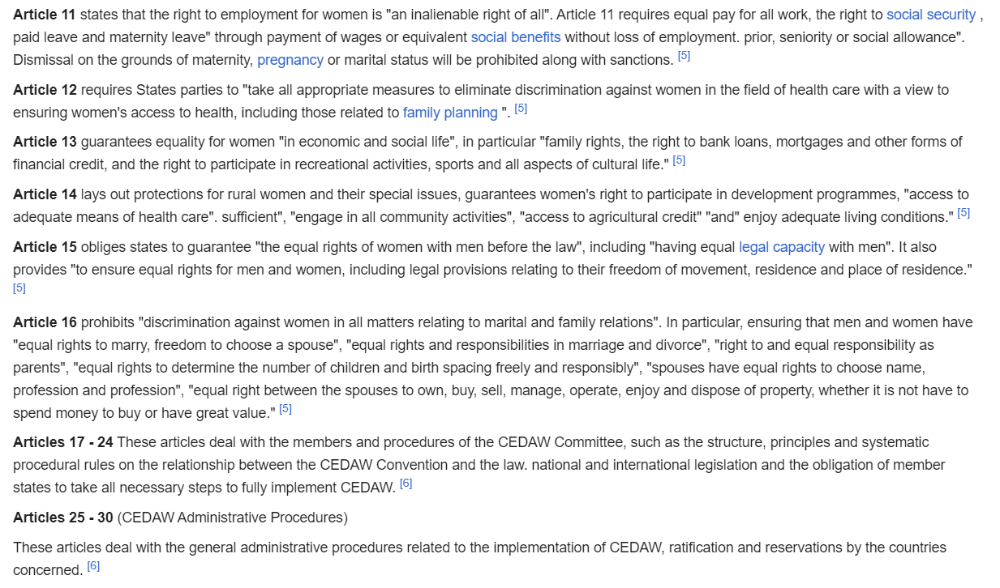 Article 11 states that the right to employment for women is "an inalienable right of all". Article 11 requires equal pay for all work, the right to social security ,
paid leave and maternity leave" through payment of wages or equivalent social benefits without loss of employment. prior, seniority or social allowance".
Dismissal on the grounds of maternity, pregnancy or marital status will be prohibited along with sanctions. [5]
Article 12 requires States parties to "take all appropriate measures to eliminate discrimination against women in the field of health care with a view to
ensuring women's access to health, including those related to family planning ". [5]
Article 13 guarantees equality for women "in economic and social life", in particular "family rights, the right to bank loans, mortgages and other forms of
financial credit, and the right to participate in recreational activities, sports and all aspects of cultural life." [5]
Article 14 lays out protections for rural women and their special issues, guarantees women's right to participate in development programmes, "access to
adequate means of health care". sufficient", "engage in all community activities", "access to agricultural credit" "and" enjoy adequate living conditions." [5]
Article 15 obliges states to guarantee "the equal rights of women with men before the law", including "having equal legal capacity with men". It also
provides "to ensure equal rights for men and women, including legal provisions relating to their freedom of movement, residence and place of residence."
[5]
Article 16 prohibits "discrimination against women in all matters relating to marital and family relations". In particular, ensuring that men and women have
"equal rights to marry, freedom to choose a spouse", "equal rights and responsibilities in marriage and divorce", "right to and equal responsibility as
parents", "equal rights to determine the number of children and birth spacing freely and responsibly", "spouses have equal rights to choose name,
profession and profession", "equal right between the spouses to own, buy, sell, manage, operate, enjoy and dispose of property, whether it is not have to
spend money to buy or have great value." [5]
Articles 17 - 24 These articles deal with the members and procedures of the CEDAW Committee, such as the structure, principles and systematic
procedural rules on the relationship between the CEDAW Convention and the law. national and international legislation and the obligation of member
states to take all necessary steps to fully implement CEDAW. [6]
Articles 25 - 30 (CEDAW Administrative Procedures)
These articles deal with the general administrative procedures related to the implementation of CEDAW, ratification and reservations by the countries
concerned. [6]